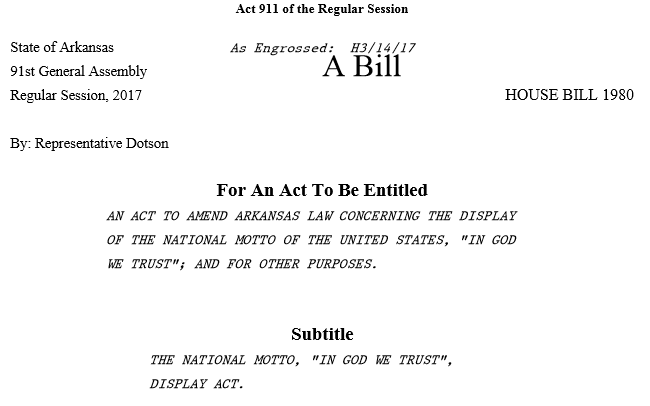 Act 911 of the Regular Session
State of Arkansas
As Engrossed: H3/14/17
A Bill
91st General Assembly
Regular Session, 2017
HOUSE BILL 1980
By: Representative Dotson
For An Act To Be Entitled
AN ACT TO AMEND ARKANSAS LAW CONCERNING THE DISPLAY
OF THE NATIONAL MOTTO OF THE UNITED STATES, "IN GOD
WE TRUST"; AND FOR OTHER PURPOSES.
Subtitle
THE NATIONAL MOTTO, "IN GOD WE TRUST",
DISPLAY ACT.